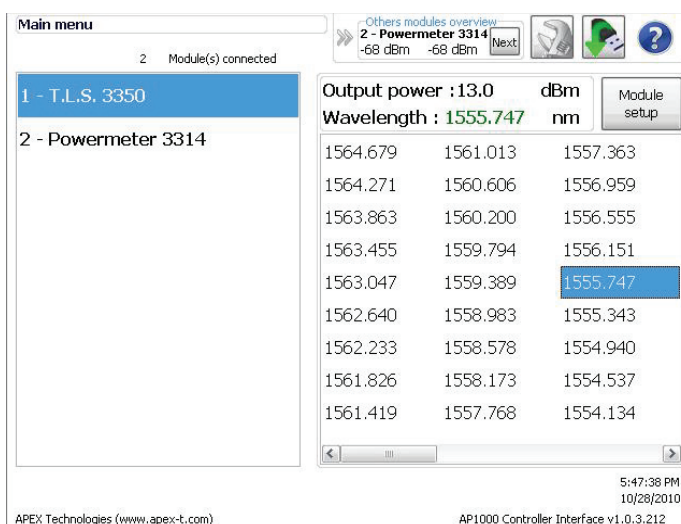 Main menu
2 Module(s) connected
Others modules overview
2 - Powermeter 3314
-68 dBm -68 dBm
Next
?
1 - T.L.S. 3350
2 - Powermeter 3314
Output power :13.0 dBm
Wavelength : 1555.747 nm
Module
setup
1564.679 1561.013 1557.363
1564.271 1560.606 1556.959
1563.863 1560.200 1556.555
1563.455 1559.794 1556.151
1563.047 1559.389 1555.747
1562.640 1558.983 1555.343
1562.233 1558.578 1554.940
1561.826 1558.173 1554.537
1561.419 1557.768 1554.134
5:47:38 PM
10/28/2010
APEX Technologies (www.apex-t.com) AP1000 Controller Interface v1.0.3.212